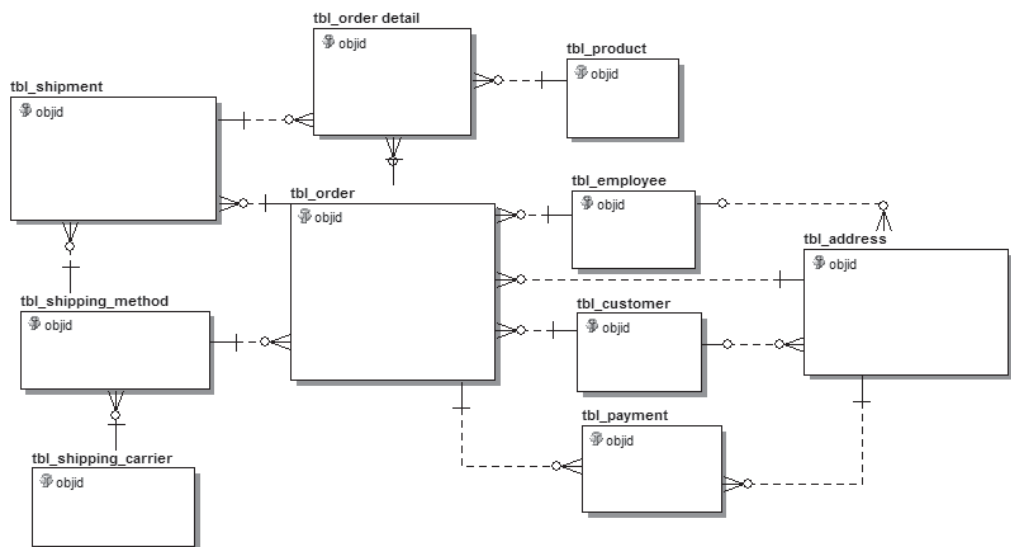 tbl_order detail
objid
tbl_product
objid
tbl_shipment
objid
tbl_employee
objid
tbl_order
objid
tbl_address
objid
tbl_shipping_method
objid
tbl_customer
objid
tbl_payment
objid
tbl_shipping_carrier
objid